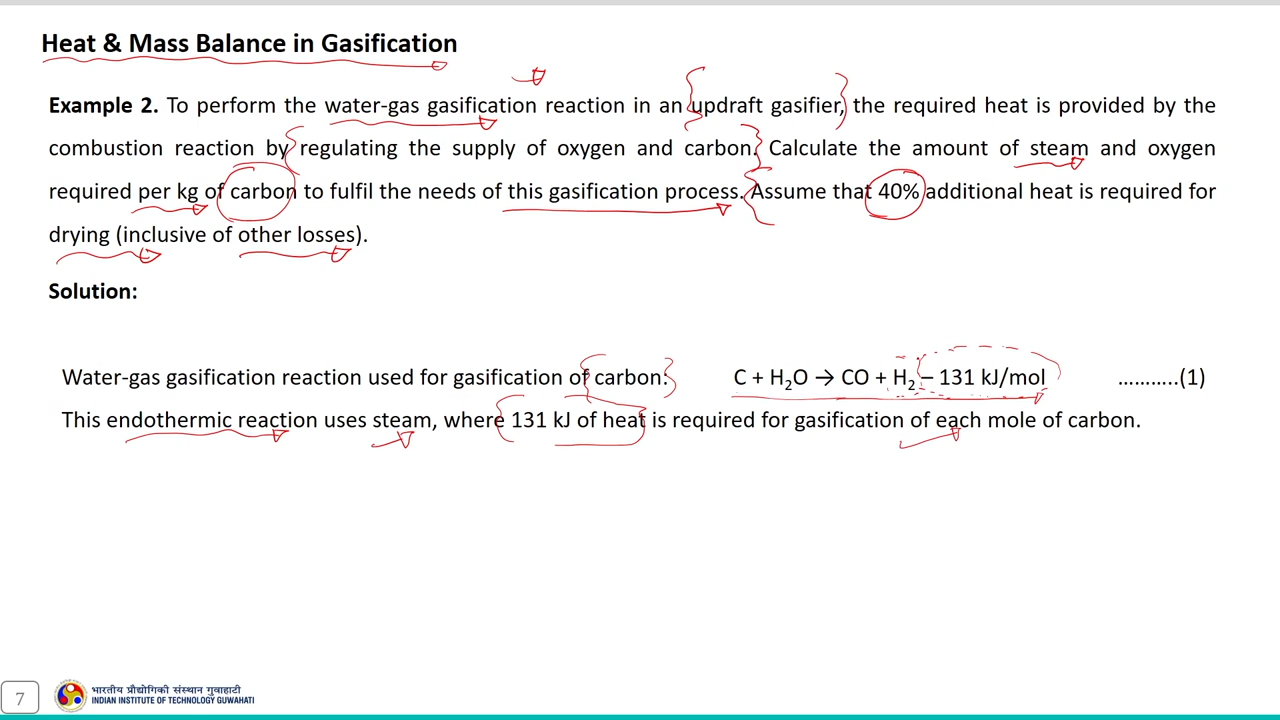 Heat & Mass Balance in Gasification
Example 2. To perform the water-gas gasification reaction in an updraft gasifier, the required heat is provided by the
combustion reaction by regulating the supply of oxygen and carbon. Calculate the amount of steam and oxygen
required per kg of carbon to fulfil the needs of this gasification process. Assume that 40% additional heat is required for
drying (inclusive of other losses).
Solution:
Water-gas gasification reaction used for gasification of carbon: C + H₂O → CO + H₂ – 131 kJ/mol ………..(1)
This endothermic reaction uses steam, where 131 kJ of heat is required for gasification of each mole of carbon.
7
भारतीय प्रौद्योगिकी संस्थान गुवाहाटी
INDIAN INSTITUTE OF TECHNOLOGY GUWAHATI